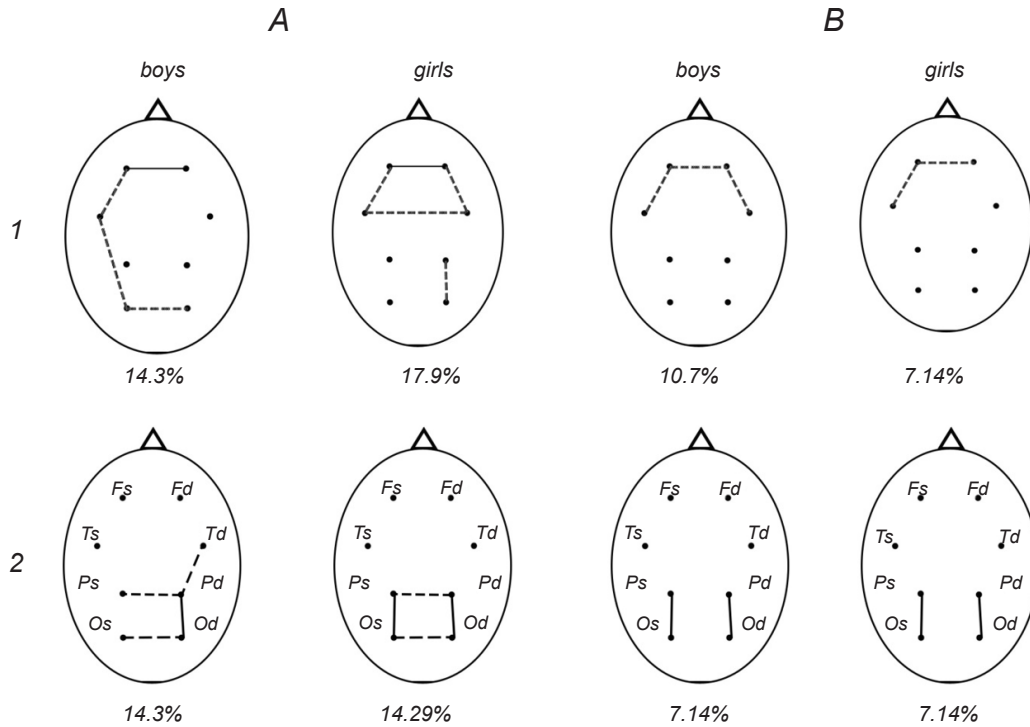 A B
boys girls boys girls
1
14.3% 17.9% 10.7% 7.14%
Fs Fd Fs Fd Fs Fd Fs Fd
Ts Td Ts Td Ts Td Ts Td
2
Ps Pd Ps Pd Ps Pd Ps Pd
Os Od Os Od Os Od Os Od
14.3% 14.29% 7.14% 7.14%